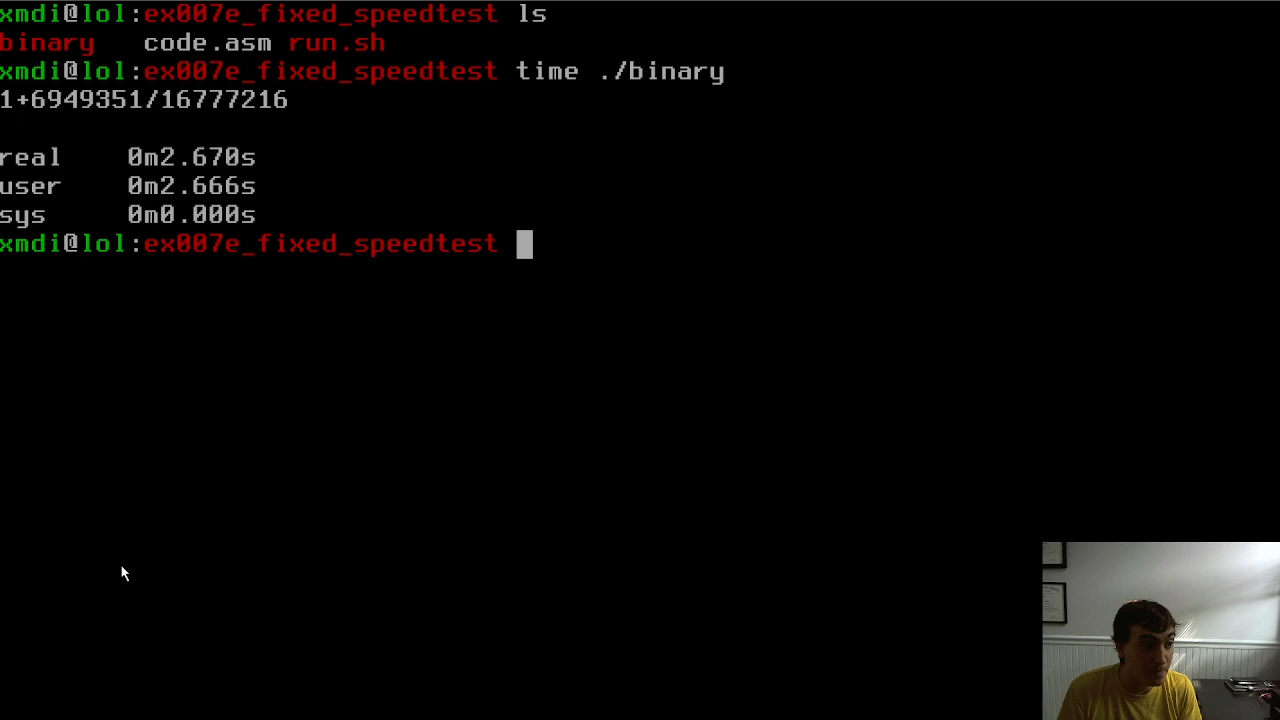 xmdi@lol:ex007e_fixed_speedtest ls
binary   code.asm run.sh
xmdi@lol:ex007e_fixed_speedtest time ./binary
1+6949351/16777216

real    0m2.670s
user    0m2.666s
sys     0m0.000s
xmdi@lol:ex007e_fixed_speedtest